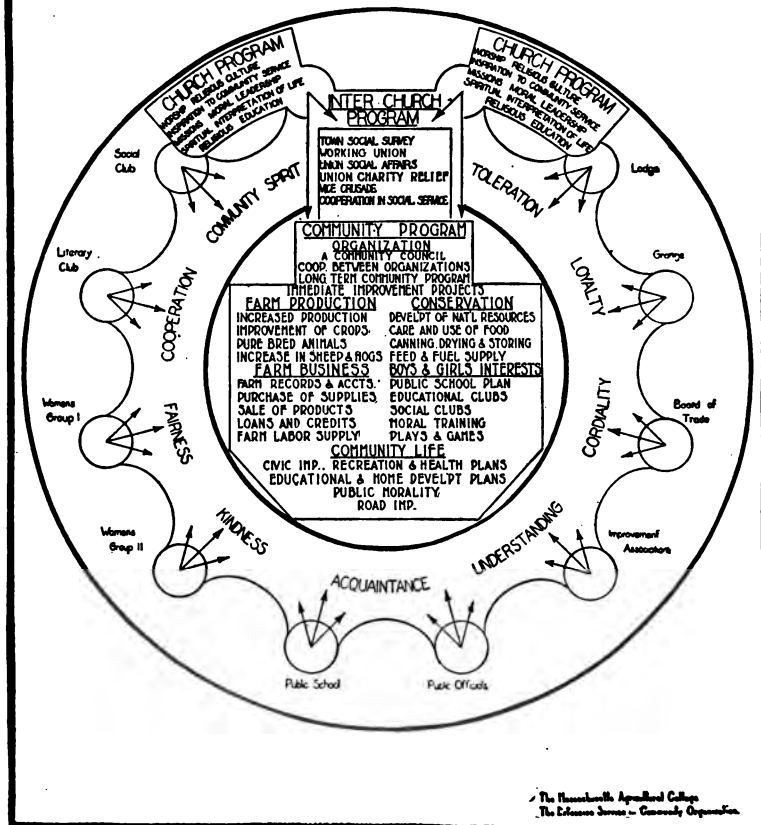 CHURCH PROGRAM
WORSHIP RELIGIOUS CULTURE
INSPIRATION TO COMMUNITY SERVICE
MISSIONS MORAL LEADERSHIP
SPIRITUAL INTERPRETATION OF LIFE
RELIGIOUS EDUCATION
CHURCH PROGRAM
WORSHIP RELIGIOUS CULTURE
INSPIRATION TO COMMUNITY SERVICE
MISSIONS MORAL LEADERSHIP
SPIRITUAL INTERPRETATION OF LIFE
RELIGIOUS EDUCATION
INTER CHURCH
PROGRAM
TOWN SOCIAL SURVEY
WORKING UNION
UNION SOCIAL AFFAIRS
UNION CHARITY RELIEF
VICE CRUSADE
COOPERATION IN SOCIAL SERVICE
Social
Club
COMMUNITY SPIRIT
TOLERATION
Lodge
Literary
Club
COOPERATION
LOYALTY
Grange
COMMUNITY PROGRAM
ORGANIZATION
A COMMUNITY COUNCIL
COOP. BETWEEN ORGANIZATIONS
LONG TERM COMMUNITY PROGRAM
IMMEDIATE IMPROVEMENT PROJECTS
FARM PRODUCTION
INCREASED PRODUCTION
IMPROVEMENT OF CROPS.
PURE BRED ANIMALS
INCREASE IN SHEEP & HOGS
FARM BUSINESS
FARM RECORDS & ACCTS.
PURCHASE OF SUPPLIES.
SALE OF PRODUCTS
LOANS AND CREDITS
FARM LABOR SUPPLY
CONSERVATION
DEVELPT OF NAT'L RESOURCES
CARE AND USE OF FOOD
CANNING, DRYING & STORING
FEED & FUEL SUPPLY
BOYS & GIRLS INTERESTS
PUBLIC SCHOOL PLAN
EDUCATIONAL CLUBS
SOCIAL CLUBS
MORAL TRAINING
PLAYS & GAMES
COMMUNITY LIFE
CIVIC IMP., RECREATION & HEALTH PLANS
EDUCATIONAL & HOME DEVELPT PLANS
PUBLIC MORALITY.
ROAD IMP.
Womens
Group I
FAIRNESS
CORDIALITY
Board of
Trade
Womens
Group II
KINDNESS
UNDERSTANDING
Improvement
Associations
ACQUAINTANCE
Public School
Public Officials
The Massachusetts Agricultural College
The Extension Service in Community Organization